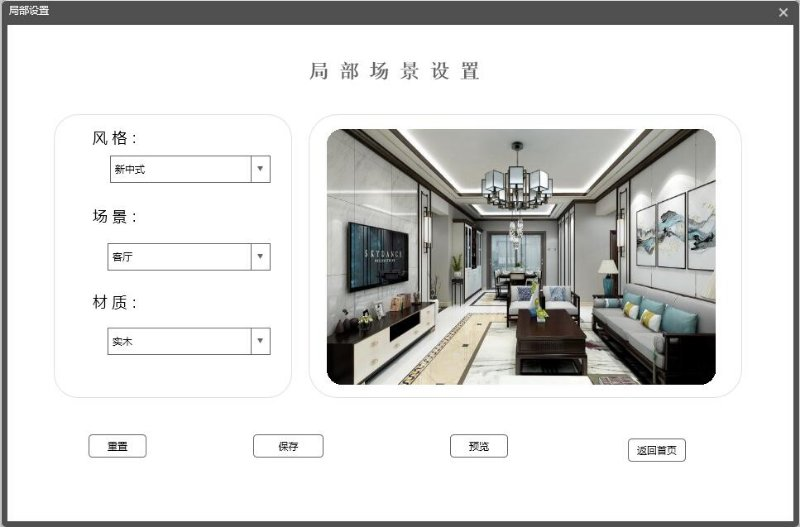 局部设置
局部场景设置
风格：
新中式
场景：
客厅
材质：
实木
SKYDANCE
重置
保存
预览
返回首页